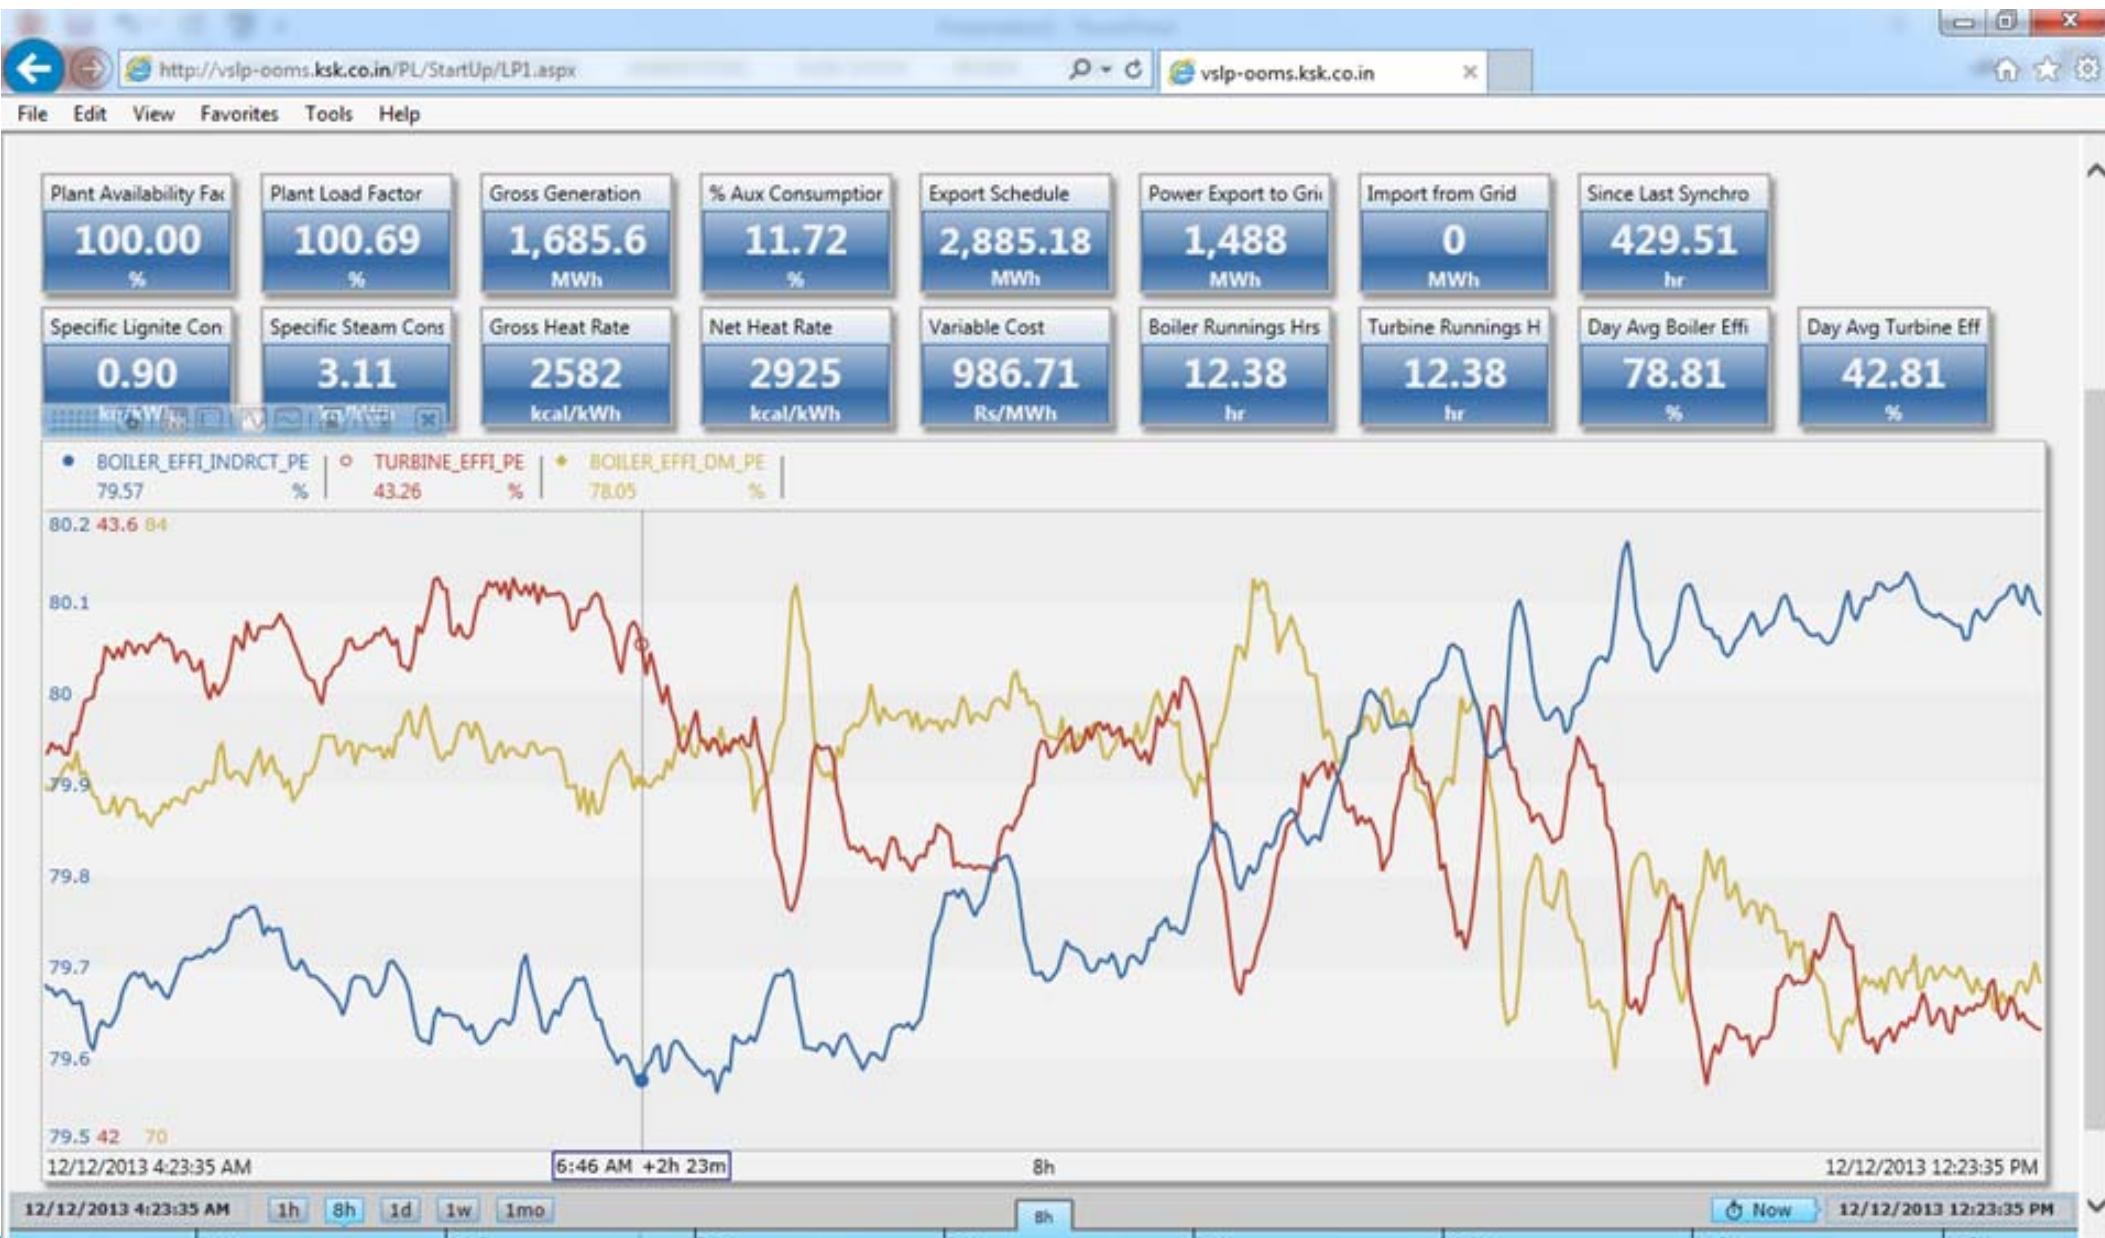 http://vslp-ooms.ksk.co.in/PL/StartUp/LP1.aspx
vslp-ooms.ksk.co.in
File Edit View Favorites Tools Help
Plant Availability Fac Plant Load Factor Gross Generation % Aux Consumption Export Schedule Power Export to Gri Import from Grid Since Last Synchro
100.00 100.69 1,685.6 11.72 2,885.18 1,488 0 429.51
% % MWh % MWh MWh MWh hr
Specific Lignite Con Specific Steam Cons Gross Heat Rate Net Heat Rate Variable Cost Boiler Runnings Hrs Turbine Runnings H Day Avg Boiler Effi Day Avg Turbine Eff
0.90 3.11 2582 2925 986.71 12.38 12.38 78.81 42.81
kcal/kWh kcal/kWh Rs/MWh hr hr % %
BOILER_EFFI_INDRCT_PE TURBINE_EFFI_PE BOILER_EFFI_DM_PE
79.57 % 43.26 % 78.05 %
80.2 43.6 84
80.1
80
79.9
79.8
79.7
79.6
79.5 42 70
12/12/2013 4:23:35 AM 6:46 AM +2h 23m 8h 12/12/2013 12:23:35 PM
12/12/2013 4:23:35 AM 1h 8h 1d 1w 1mo 8h Now 12/12/2013 12:23:35 PM